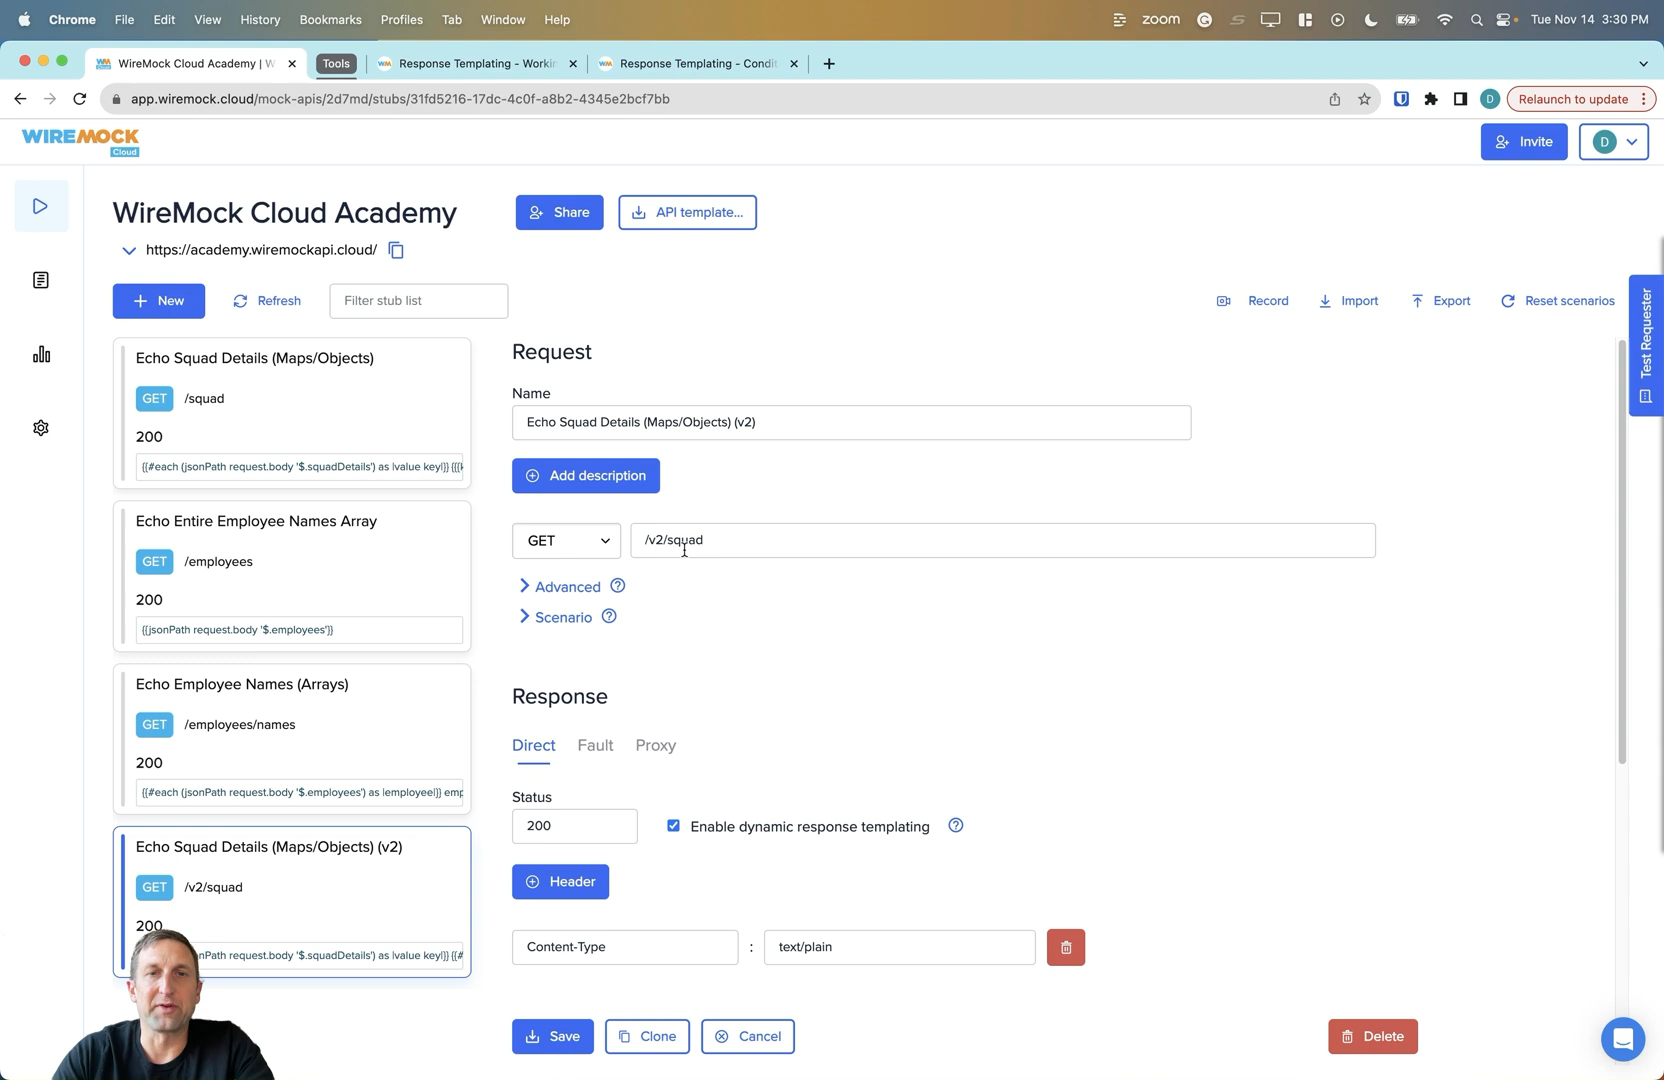 Chrome File Edit View History Bookmarks Profiles Tab Window Help zoom Tue Nov 14 3:30 PM
WireMock Cloud Academy | W Tools Response Templating - Workin Response Templating - Condit
app.wiremock.cloud/mock-apis/2d7md/stubs/31fd5216-17dc-4c0f-a8b2-4345e2bcf7bb D Relaunch to update
WIREMOCK
Cloud
Invite D
WireMock Cloud Academy Share API template...
https://academy.wiremockapi.cloud/
New Refresh Filter stub list Record Import Export Reset scenarios
Test Requester
Echo Squad Details (Maps/Objects)
GET /squad
200
{{#each (jsonPath request.body '$.squadDetails') as |value key|}} {{{k
Echo Entire Employee Names Array
GET /employees
200
{{jsonPath request.body '$.employees'}}
Echo Employee Names (Arrays)
GET /employees/names
200
{{#each (jsonPath request.body '$.employees') as |employee|}} emp
Echo Squad Details (Maps/Objects) (v2)
GET /v2/squad
200
nPath request.body '$.squadDetails') as |value key|}} {{#
Request
Name
Echo Squad Details (Maps/Objects) (v2)
Add description
GET /v2/squad
Advanced
Scenario
Response
Direct Fault Proxy
Status
200 Enable dynamic response templating
Header
Content-Type : text/plain
Save Clone Cancel Delete